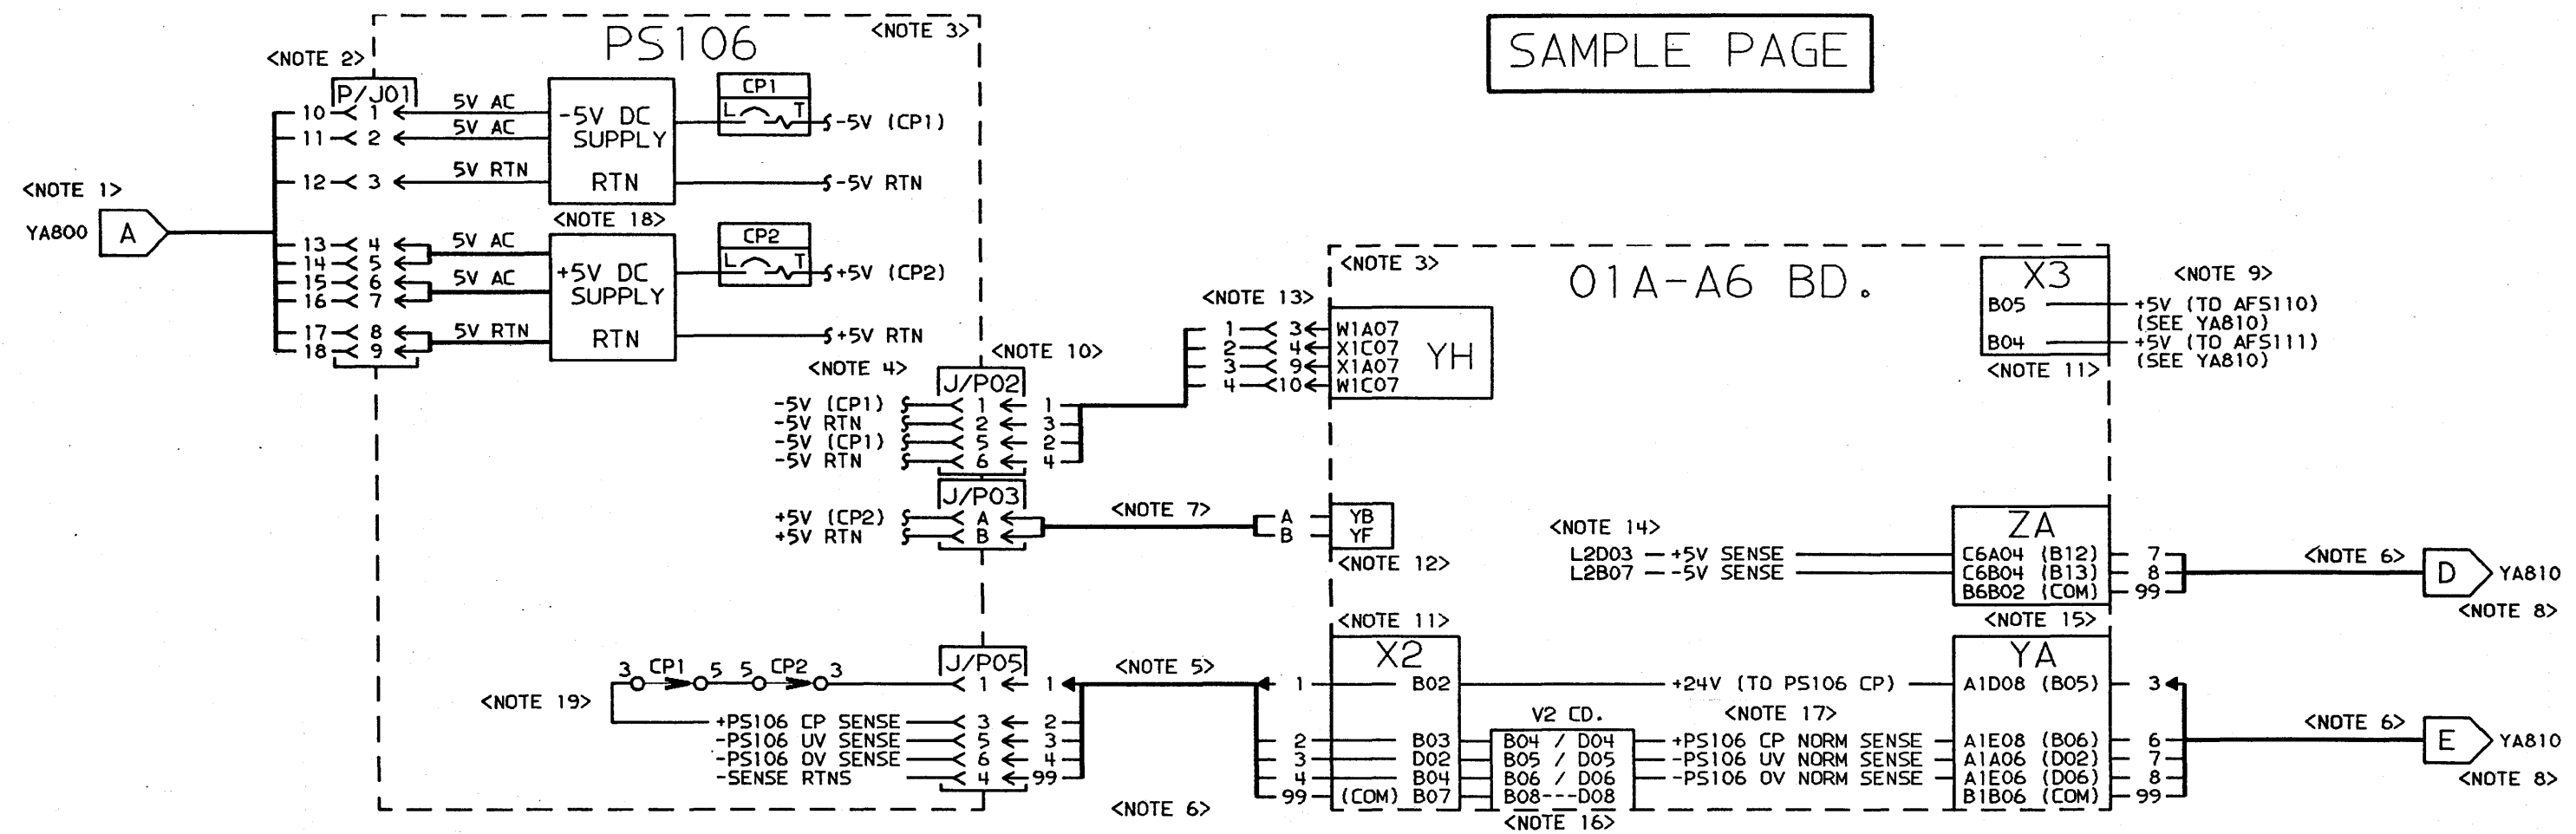 SAMPLE PAGE
PS106
<NOTE 3>
<NOTE 2>
P/J01
10 1 5V AC
11 2 5V AC
12 3 5V RTN
-5V DC
SUPPLY
RTN
CP1
L T
-5V (CP1)
-5V RTN
<NOTE 1>
YA800 A
<NOTE 18>
13 4 5V AC
14 5
15 6 5V AC
16 7
17 8 5V RTN
18 9
+5V DC
SUPPLY
RTN
CP2
L T
+5V (CP2)
+5V RTN
<NOTE 4>
<NOTE 10>
J/P02
-5V (CP1) 1 1
-5V RTN 2 3
-5V (CP1) 5 2
-5V RTN 6 4
J/P03
+5V (CP2) A
+5V RTN B
<NOTE 7>
A YB
B YF
<NOTE 12>
<NOTE 13>
1 3 W1A07
2 4 X1C07
3 9 X1A07
4 10 W1C07
YH
<NOTE 3>
01A-A6 BD.
X3
B05
B04
<NOTE 11>
<NOTE 9>
+5V (TO AFS110)
(SEE YA810)
+5V (TO AFS111)
(SEE YA810)
<NOTE 14>
L2D03 +5V SENSE
L2B07 -5V SENSE
ZA
C6A04 (B12) 7
C6B04 (B13) 8
B6B02 (COM) 99
<NOTE 6>
D YA810
<NOTE 8>
<NOTE 15>
<NOTE 19>
3 CP1 5 5 CP2 3
J/P05
1 1
+PS106 CP SENSE 3 2
-PS106 UV SENSE 5 3
-PS106 OV SENSE 6 4
-SENSE RTNS 4 99
<NOTE 5>
<NOTE 6>
<NOTE 11>
X2
1 B02
2 B03
3 D02
4 B04
99 (COM) B07
V2 CD.
B04 / D04
B05 / D05
B06 / D06
B08---D08
<NOTE 16>
+24V (TO PS106 CP)
<NOTE 17>
+PS106 CP NORM SENSE
-PS106 UV NORM SENSE
-PS106 OV NORM SENSE
YA
A1D08 (B05) 3
A1E08 (B06) 6
A1A06 (D02) 7
A1E06 (D06) 8
B1B06 (COM) 99
<NOTE 6>
E YA810
<NOTE 8>